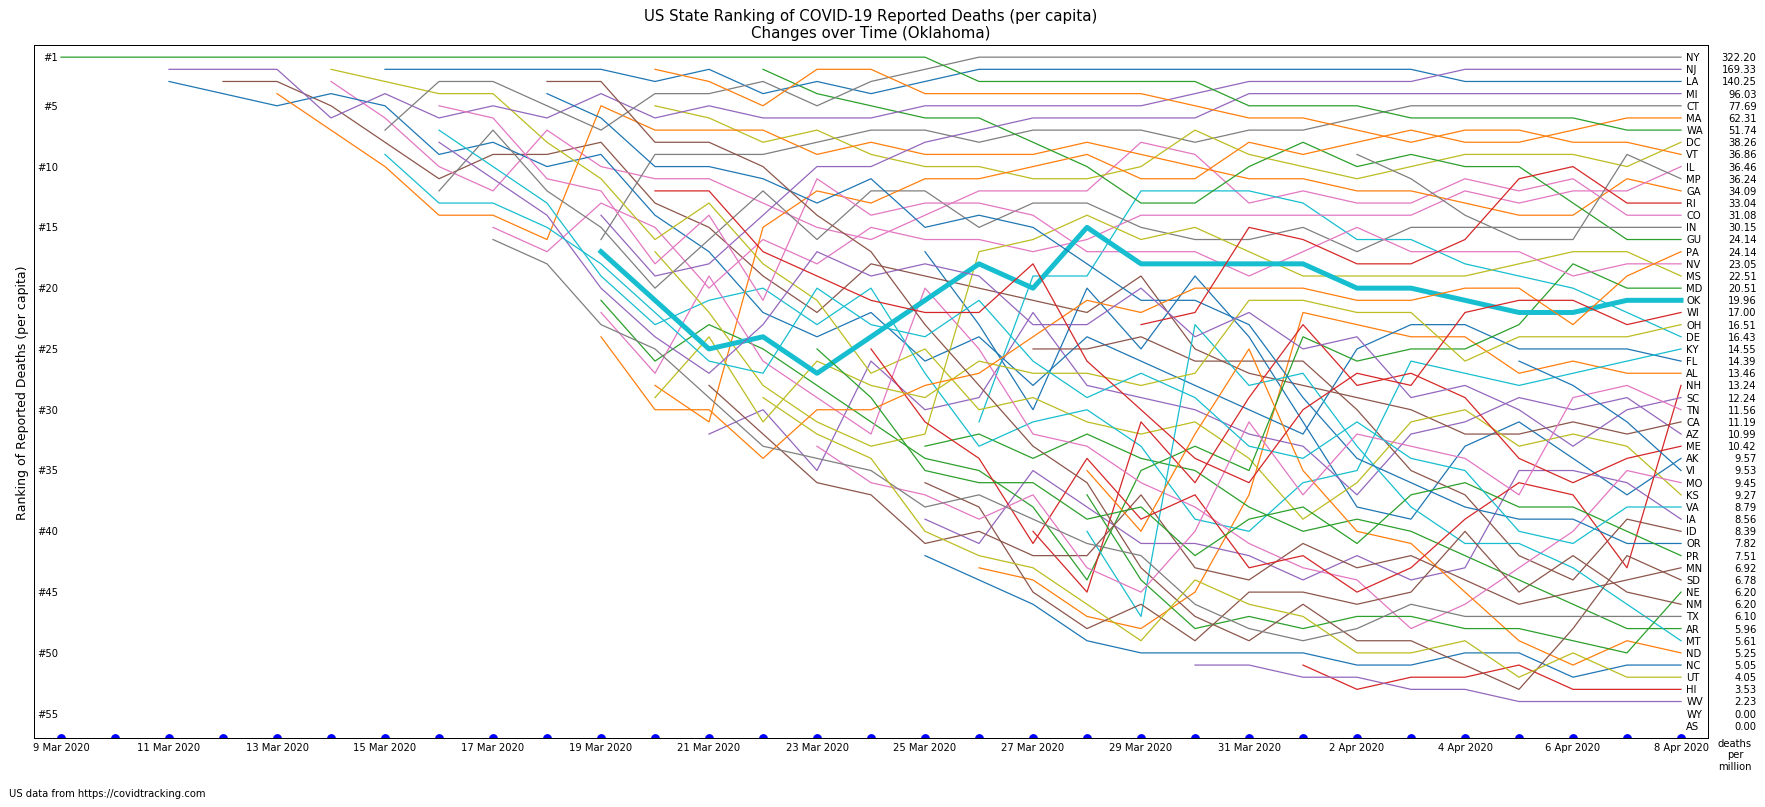 US State Ranking of COVID-19 Reported Deaths (per capita)
Changes over Time (Oklahoma)
Ranking of Reported Deaths (per capita)
#1
#5
#10
#15
#20
#25
#30
#35
#40
#45
#50
#55
NY 322.20
NJ 169.33
LA 140.25
MI 96.03
CT 77.69
MA 62.31
WA 51.74
DC 38.26
VT 36.86
IL 36.46
MP 36.24
GA 34.09
RI 33.04
CO 31.08
IN 30.15
GU 24.14
PA 24.14
NV 23.05
MS 22.51
MD 20.51
OK 19.96
WI 17.00
OH 16.51
DE 16.43
KY 14.55
FL 14.39
AL 13.46
NH 13.24
SC 12.24
TN 11.56
CA 11.19
AZ 10.99
ME 10.42
AK 9.57
VI 9.53
MO 9.45
KS 9.27
VA 8.79
IA 8.56
ID 8.39
OR 7.82
PR 7.51
MN 6.92
SD 6.78
NE 6.20
NM 6.20
TX 6.10
AR 5.96
MT 5.61
ND 5.25
NC 5.05
UT 4.05
HI 3.53
WV 2.23
WY 0.00
AS 0.00
9 Mar 2020 11 Mar 2020 13 Mar 2020 15 Mar 2020 17 Mar 2020 19 Mar 2020 21 Mar 2020 23 Mar 2020 25 Mar 2020 27 Mar 2020 29 Mar 2020 31 Mar 2020 2 Apr 2020 4 Apr 2020 6 Apr 2020 8 Apr 2020
deaths
per
million
US data from https://covidtracking.com